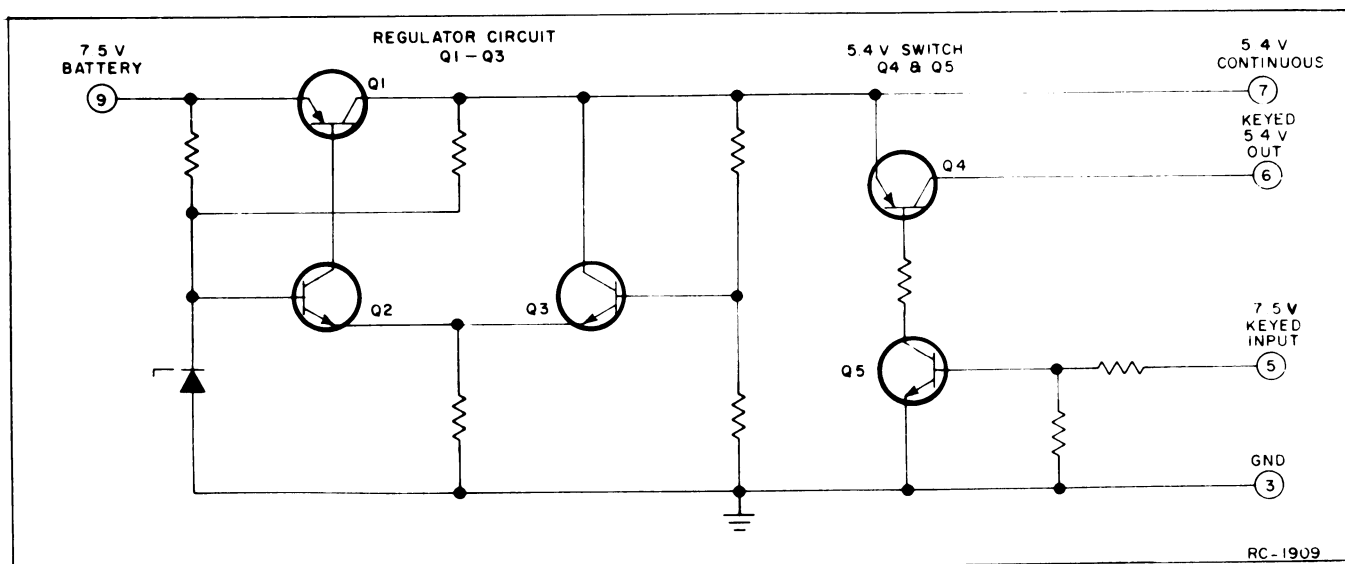 7 5 V
BATTERY
9
REGULATOR CIRCUIT
Q1-Q3
Q1
5.4 V SWITCH
Q4 & Q5
5 4 V
CONTINUOUS
7
KEYED
5 4 V
OUT
6
Q4
Q2
Q3
7 5 V
KEYED
INPUT
5
Q5
GND
3
RC-1909